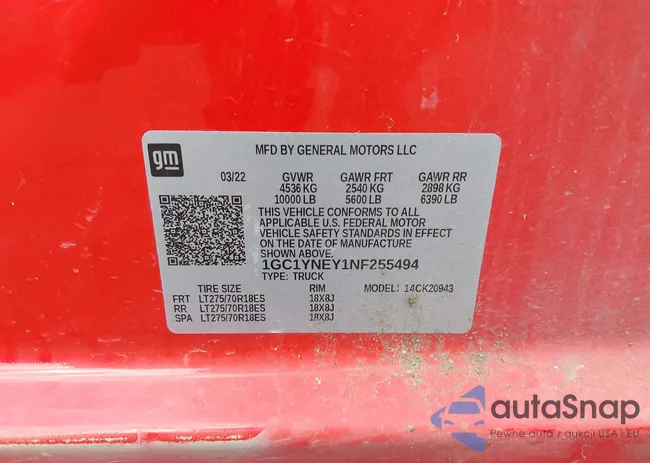 gm
MFD BY GENERAL MOTORS LLC
03/22 GVWR GAWR FRT GAWR RR
4536 KG 2540 KG 2898 KG
10000 LB 5600 LB 6390 LB
THIS VEHICLE CONFORMS TO ALL
APPLICABLE U.S. FEDERAL MOTOR
VEHICLE SAFETY STANDARDS IN EFFECT
ON THE DATE OF MANUFACTURE
SHOWN ABOVE.
1GC1YNEY1NF255494
TYPE: TRUCK
TIRE SIZE RIM MODEL: 14CK20943
FRT LT275/70R18ES 18X8J
RR LT275/70R18ES 18X8J
SPA LT275/70R18ES 18X8J
autaSnap
Pewne auta z aukcji USA i EU